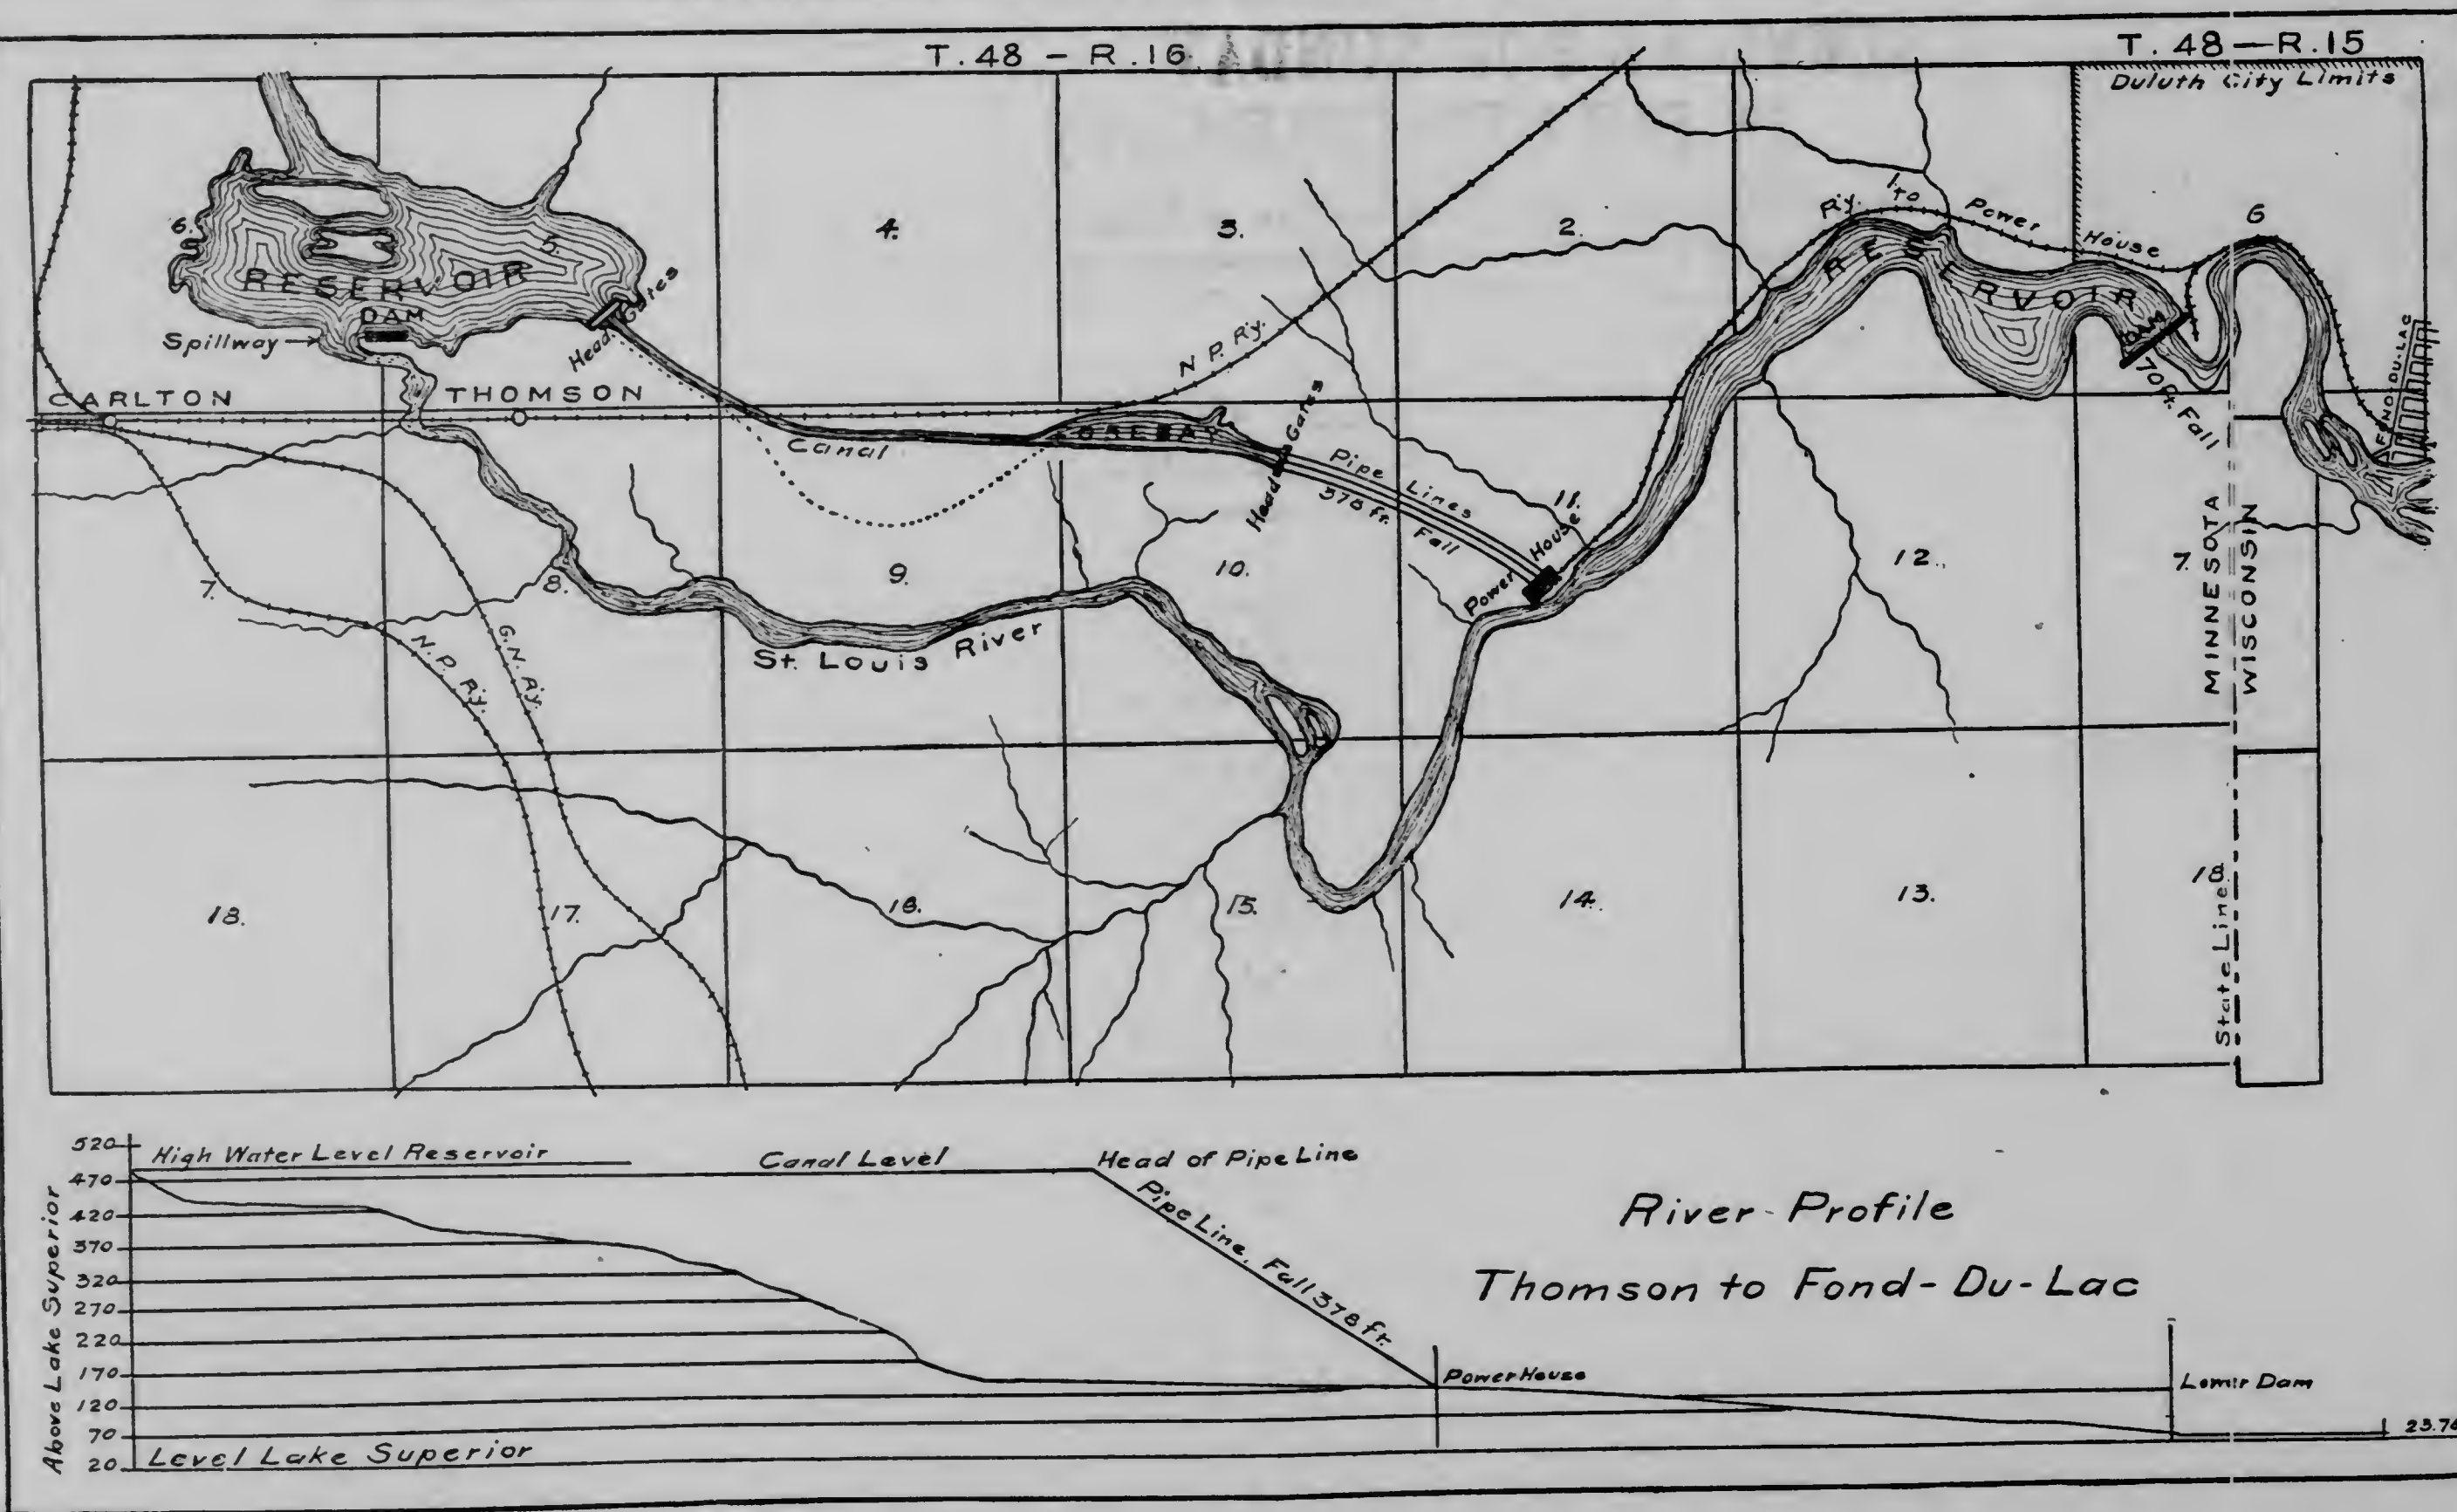 T. 48 - R. 16.
T. 48 — R. 15
Duluth City Limits
6.
5.
4.
3.
2.
1.
6
Ry. to Power House
RESERVOIR
RESERVOIR
DAM
DAM
Spillway
Head Gates
70 ft. Fall
N. P. Ry.
CARLTON
THOMSON
Canal
FOREBAY
Head Gates
Pipe Lines
378 ft. Fall
Power House
FOND DU-LAC
7.
8.
9.
10.
11.
12.
7.
MINNESOTA
WISCONSIN
N. P. Ry.
G. N. Ry.
St. Louis River
18.
17.
16.
15.
14.
13.
18.
State Line
520
High Water Level Reservoir
Canal Level
Head of Pipe Line
470
420
370
320
270
220
170
120
70
20
Above Lake Superior
Pipe Line, Fall 378 ft.
River Profile
Thomson to Fond-Du-Lac
Power House
Dam
Level Lake Superior